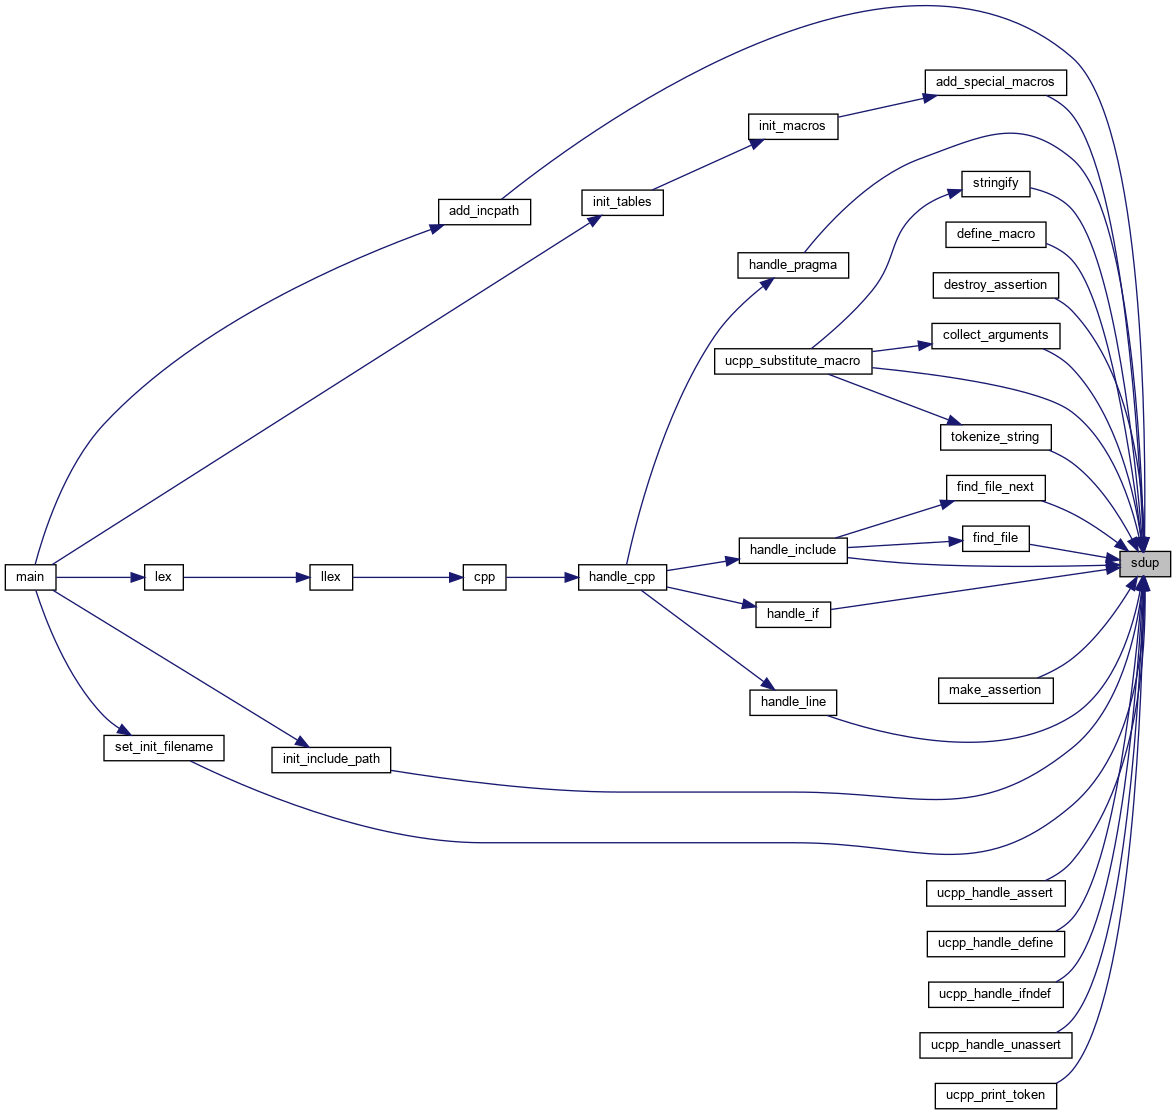 add_special_macros
init_macros
stringify
init_tables
add_incpath
define_macro
handle_pragma
destroy_assertion
collect_arguments
ucpp_substitute_macro
tokenize_string
find_file_next
find_file
handle_include
sdup
main
lex
llex
cpp
handle_cpp
handle_if
make_assertion
handle_line
set_init_filename
init_include_path
ucpp_handle_assert
ucpp_handle_define
ucpp_handle_ifndef
ucpp_handle_unassert
ucpp_print_token